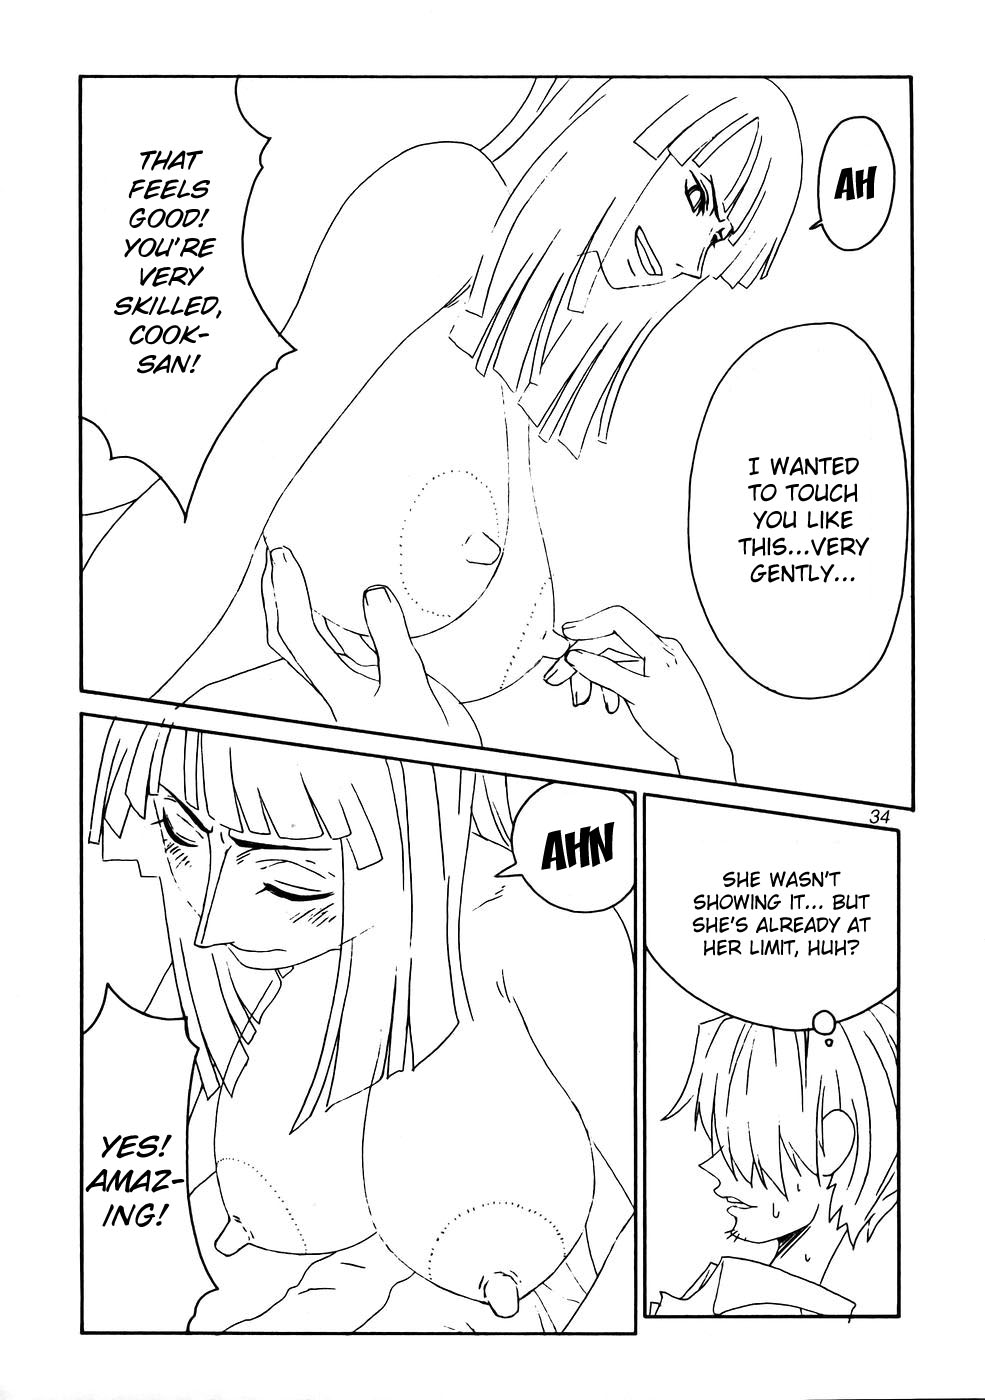 AH
THAT
FEELS
GOOD!
YOU'RE
VERY
SKILLED,
COOK-
SAN!
I WANTED
TO TOUCH
YOU LIKE
THIS...VERY
GENTLY...
34
SHE WASN'T
SHOWING IT... BUT
SHE'S ALREADY AT
HER LIMIT, HUH?
AHN
YES!
AMAZ-
ING!